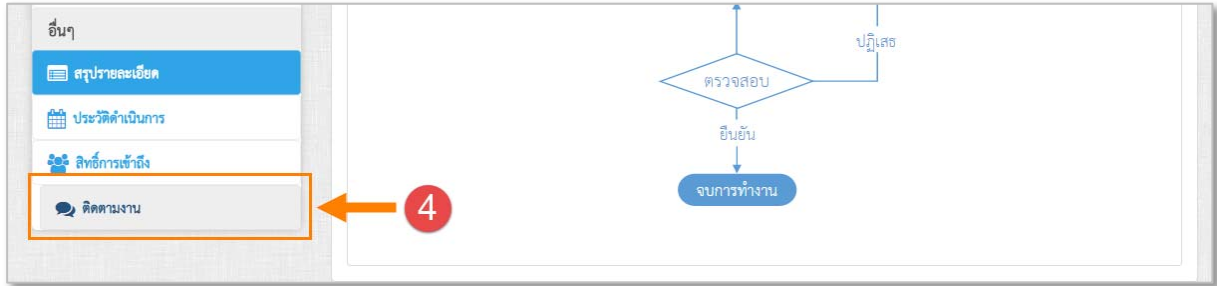 อื่นๆ
สรุปรายละเอียด
ประวัติดำเนินการ
สิทธิ์การเข้าถึง
ติดตามงาน
4
ปฏิเสธ
ตรวจสอบ
ยืนยัน
จบการทำงาน